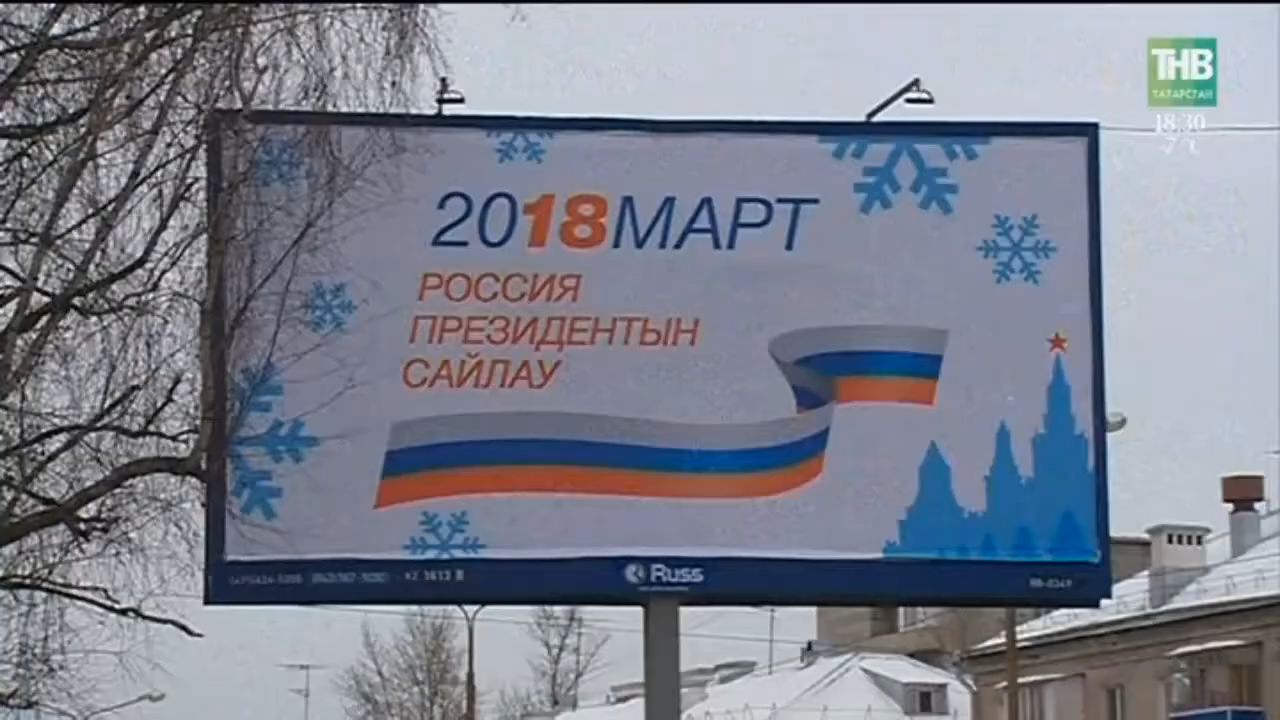 ТНВ
ТАТАРСТАН
18:30
2018МАРТ
РОССИЯ
ПРЕЗИДЕНТЫН
САЙЛАУ
Russ